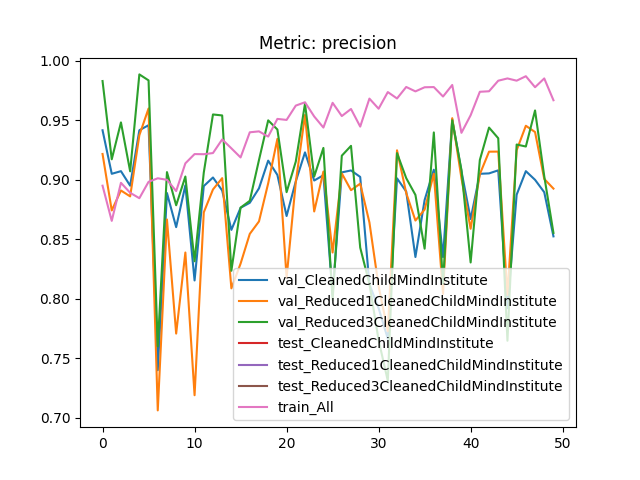 Metric: precision
1.00
0.95
0.90
0.85
0.80
0.75
0.70
val_CleanedChildMindInstitute
val_Reduced1CleanedChildMindInstitute
val_Reduced3CleanedChildMindInstitute
test_CleanedChildMindInstitute
test_Reduced1CleanedChildMindInstitute
test_Reduced3CleanedChildMindInstitute
train_All
0 10 20 30 40 50